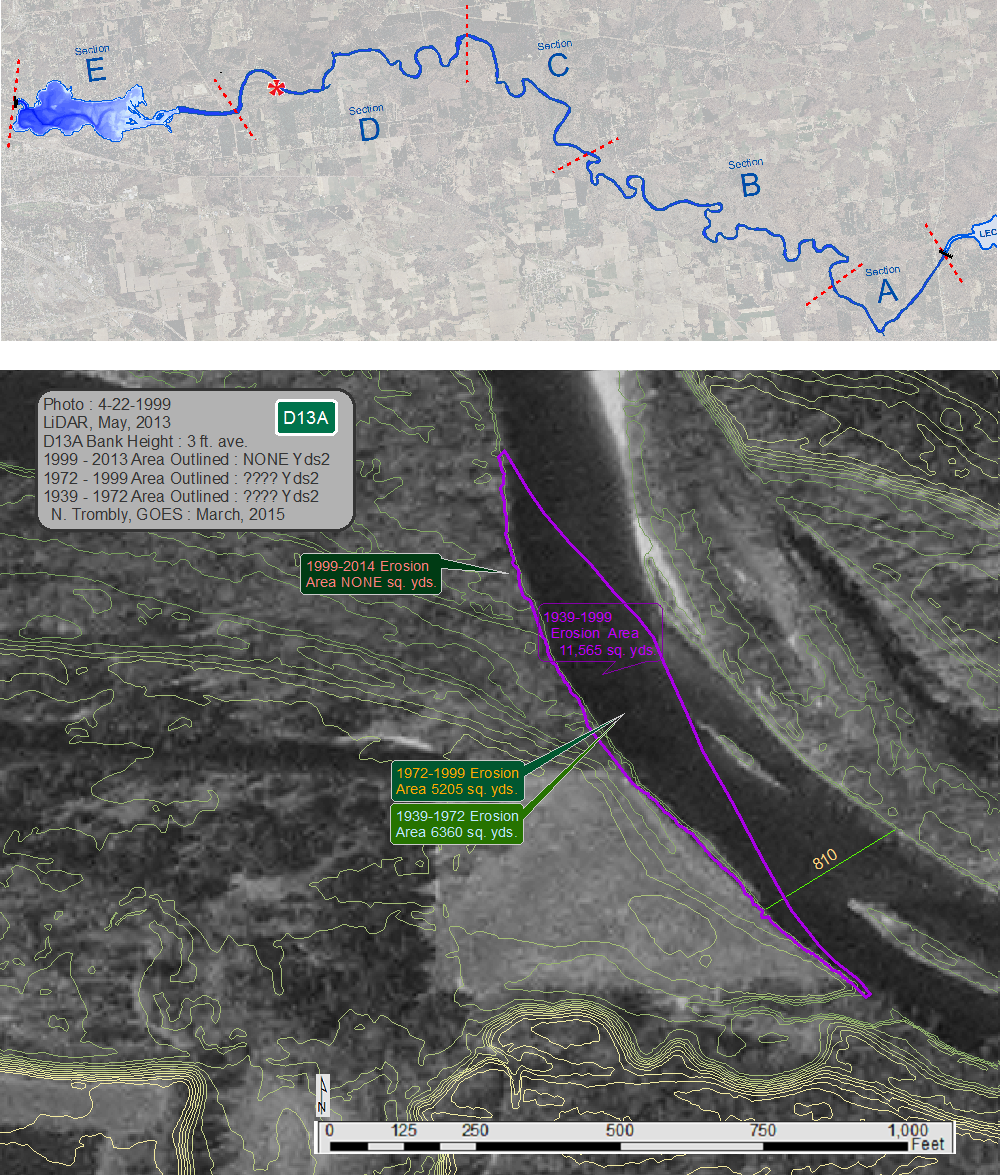 Section
E
Section
D
Section
C
Section
B
Section
A
LEC
Photo : 4-22-1999
D13A
LiDAR, May, 2013
D13A Bank Height : 3 ft. ave.
1999 - 2013 Area Outlined : NONE Yds2
1972 - 1999 Area Outlined : ???? Yds2
1939 - 1972 Area Outlined : ???? Yds2
N. Trombly, GOES : March, 2015
1999-2014 Erosion
Area NONE sq. yds.
1939-1999
Erosion Area
11,565 sq. yds.
1972-1999 Erosion
Area 5205 sq. yds.
1939-1972 Erosion
Area 6360 sq. yds.
810
N
0 125 250 500 750 1,000
Feet